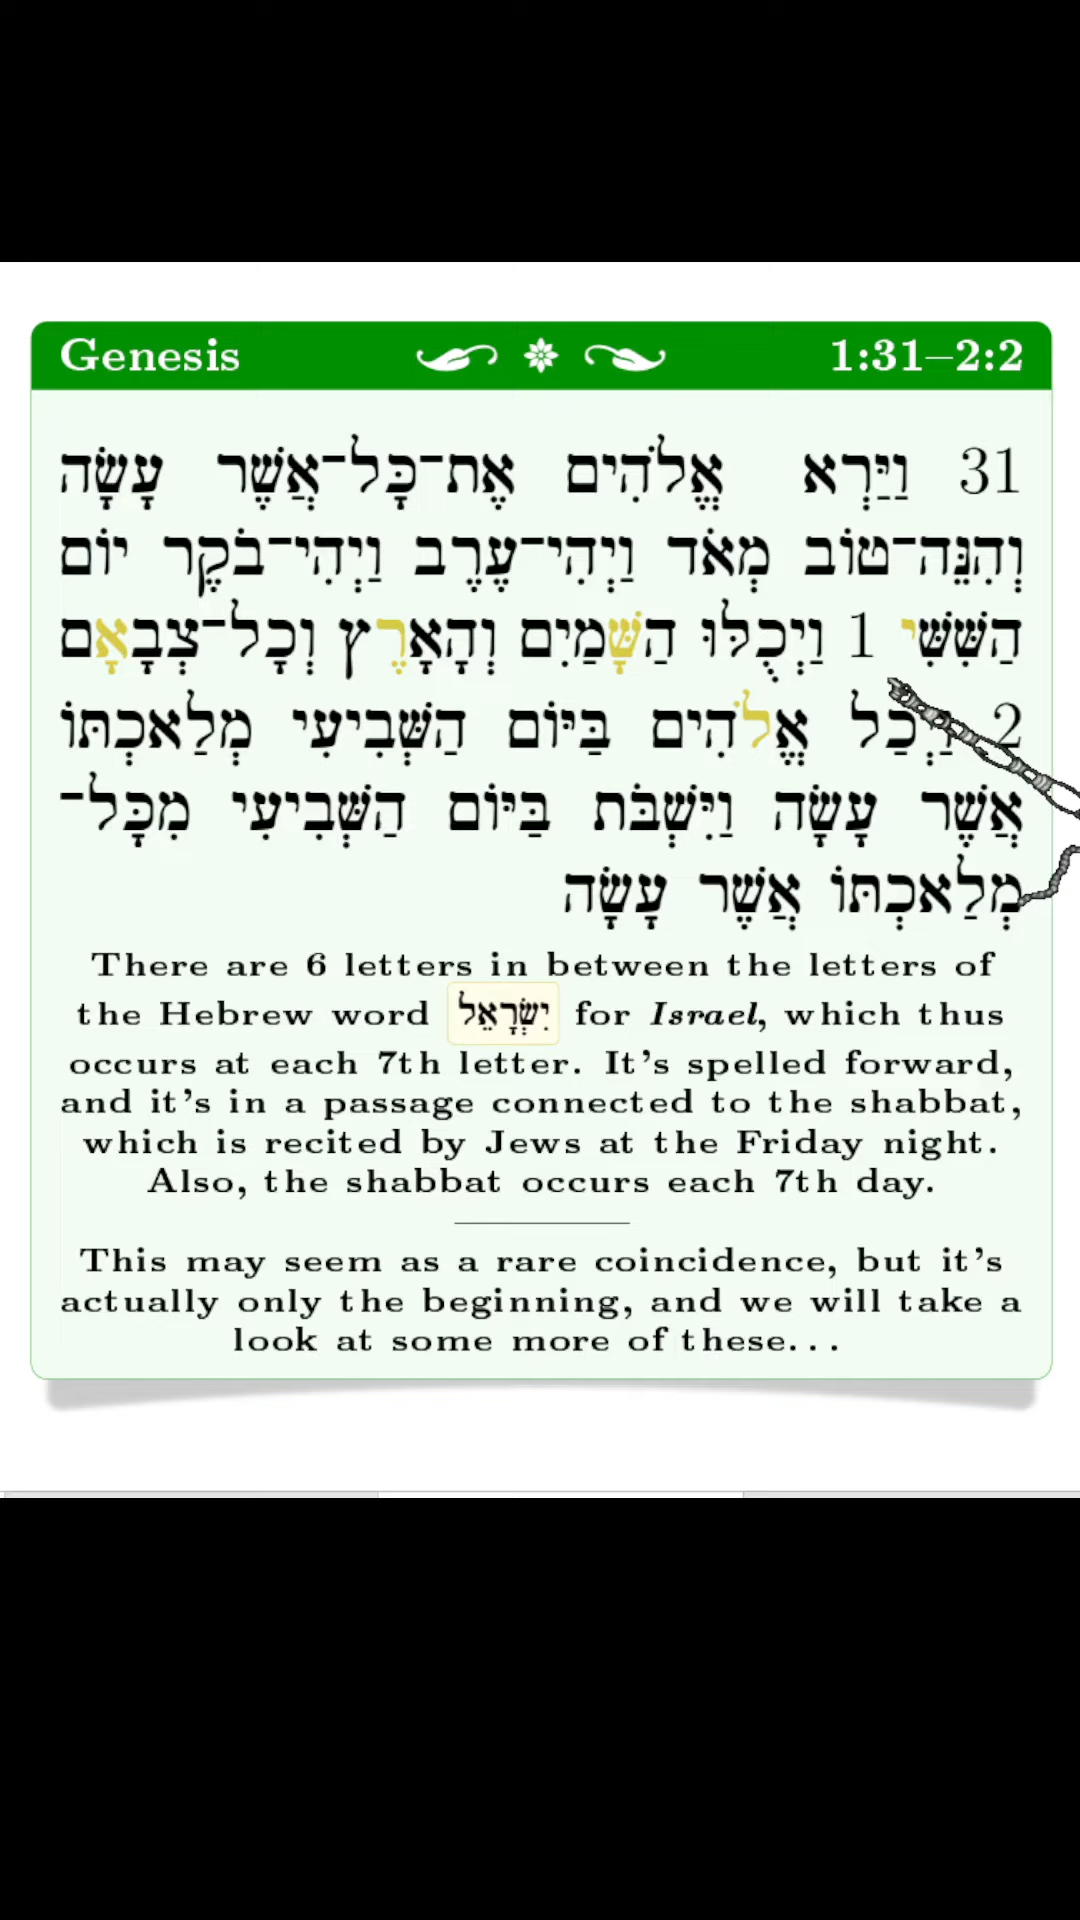 Genesis 1:31–2:2
31 וַיַּרְא אֱלֹהִים אֶת־כָּל־אֲשֶׁר עָשָׂה
וְהִנֵּה־טוֹב מְאֹד וַיְהִי־עֶרֶב וַיְהִי־בֹקֶר יוֹם
הַשִּׁשִּׁי 1 וַיְכֻלּוּ הַשָּׁמַיִם וְהָאָרֶץ וְכָל־צְבָאָם
2 אֱלֹהִים בַּיּוֹם הַשְּׁבִיעִי מְלַאכְתּוֹ
אֲשֶׁר עָשָׂה וַיִּשְׁבֹּת בַּיּוֹם הַשְּׁבִיעִי מִכָּל־
מְלַאכְתּוֹ אֲשֶׁר עָשָׂה
There are 6 letters in between the letters of
the Hebrew word יִשְׂרָאֵל for Israel, which thus
occurs at each 7th letter. It's spelled forward,
and it's in a passage connected to the shabbat,
which is recited by Jews at the Friday night.
Also, the shabbat occurs each 7th day.
This may seem as a rare coincidence, but it's
actually only the beginning, and we will take a
look at some more of these...